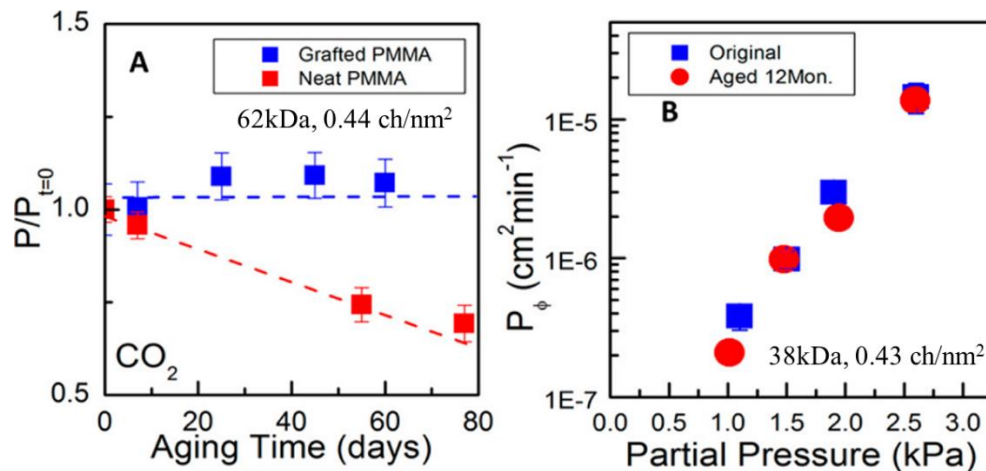 A
Grafted PMMA
Neat PMMA
62kDa, 0.44 ch/nm²
CO₂
P/Pₜ₌₀
1.5
1.0
0.5
0 20 40 60 80
Aging Time (days)
B
Original
Aged 12Mon.
38kDa, 0.43 ch/nm²
P_ϕ (cm²min⁻¹)
1E-5
1E-6
1E-7
0.0 0.5 1.0 1.5 2.0 2.5 3.0
Partial Pressure (kPa)